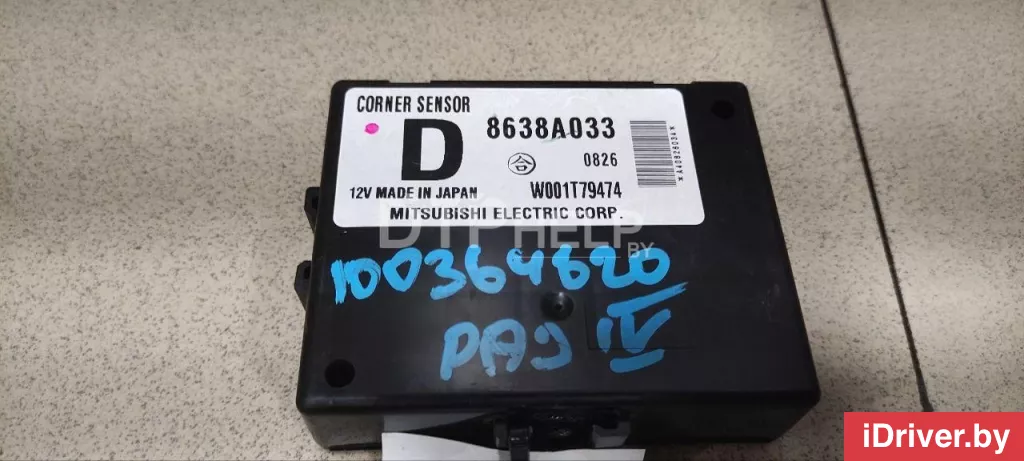 CORNER SENSOR
D 8638A033
合 0826
12V MADE IN JAPAN W001T79474
MITSUBISHI ELECTRIC CORP.
DTPHELP.BY
100364620
PAJ IV
iDriver.by